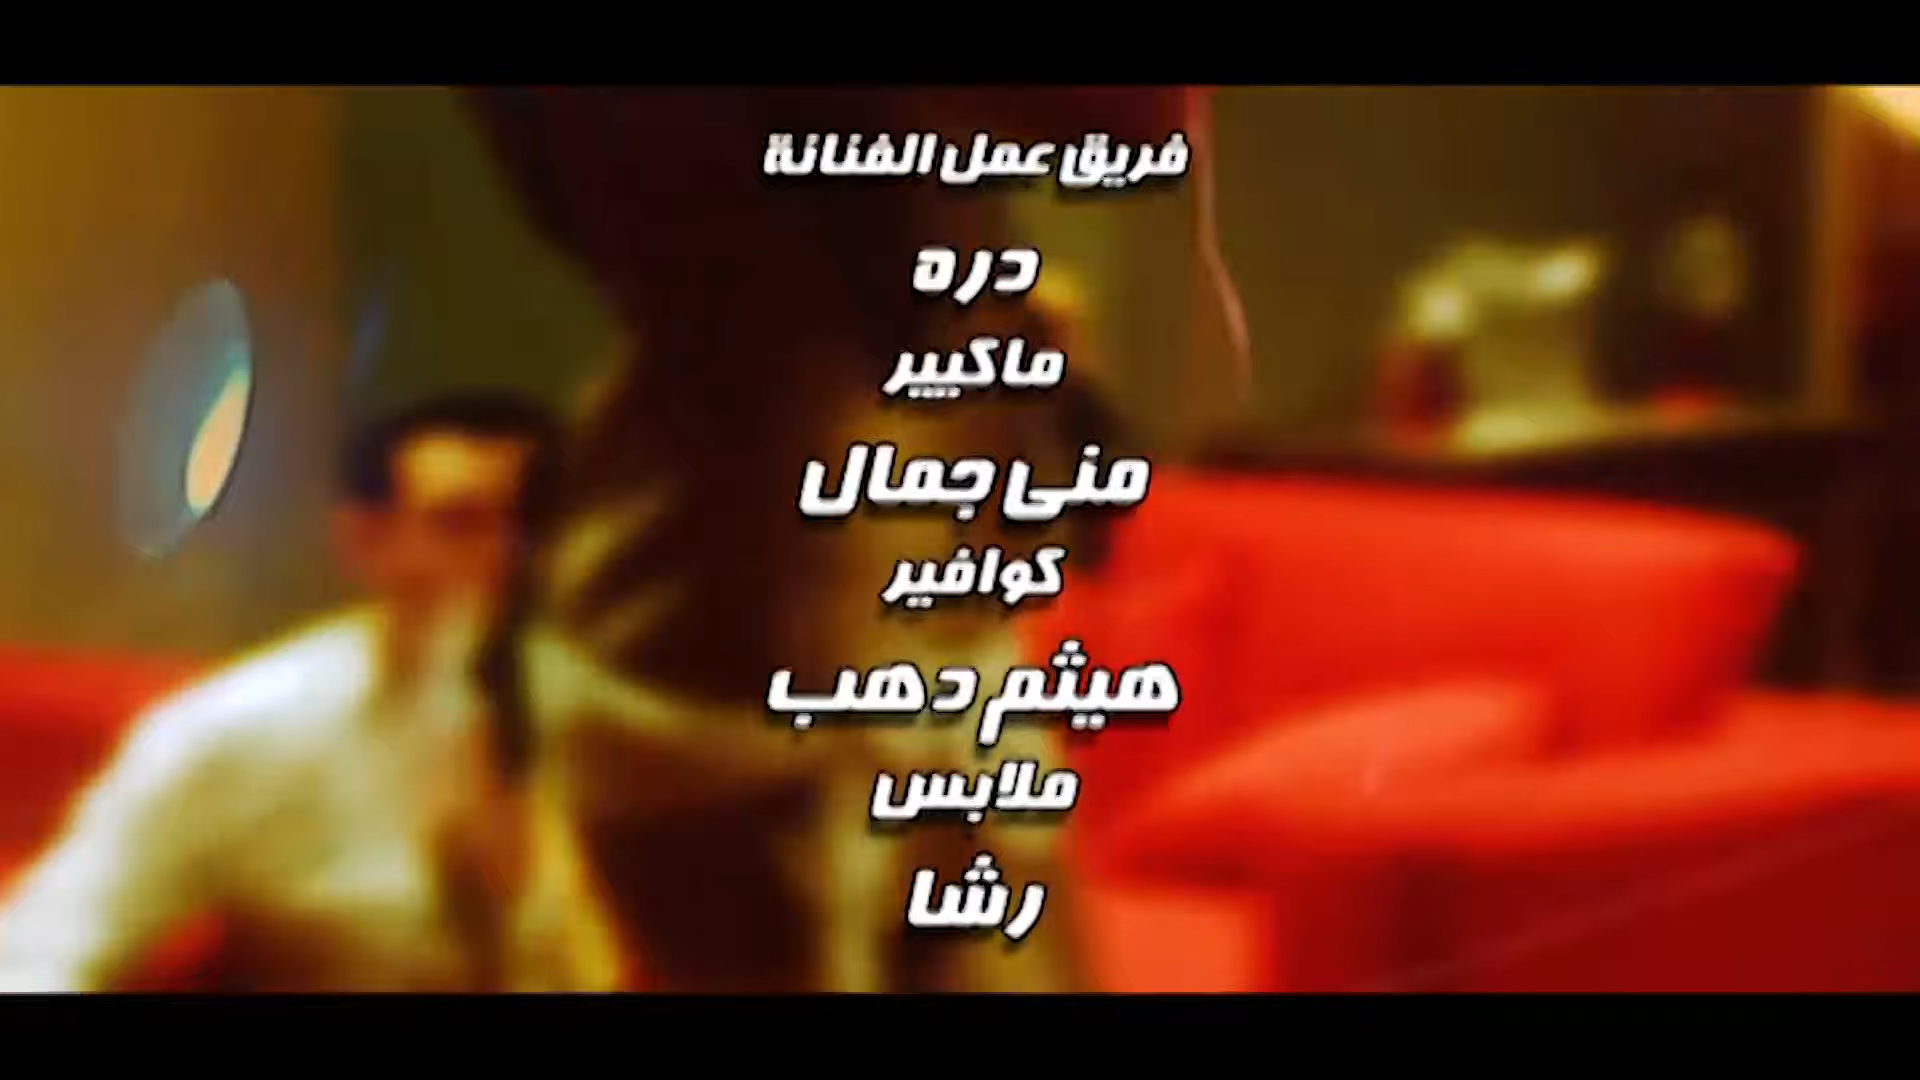 فريق عمل الفنانة
دره
ماكيير
منى جمال
كوافير
هيثم دهب
ملابس
رشا